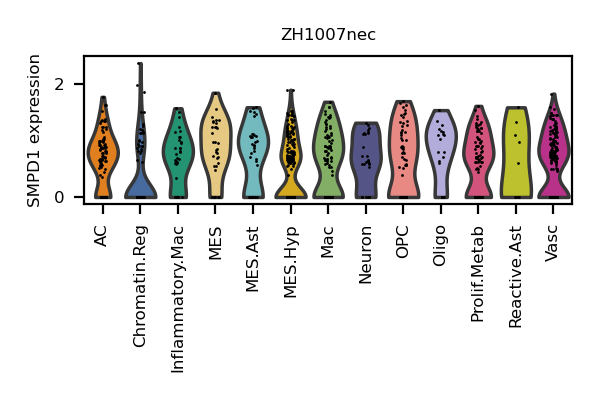 ZH1007nec
SMPD1 expression
2
0
AC
Chromatin.Reg
Inflammatory.Mac
MES
MES.Ast
MES.Hyp
Mac
Neuron
OPC
Oligo
Prolif.Metab
Reactive.Ast
Vasc